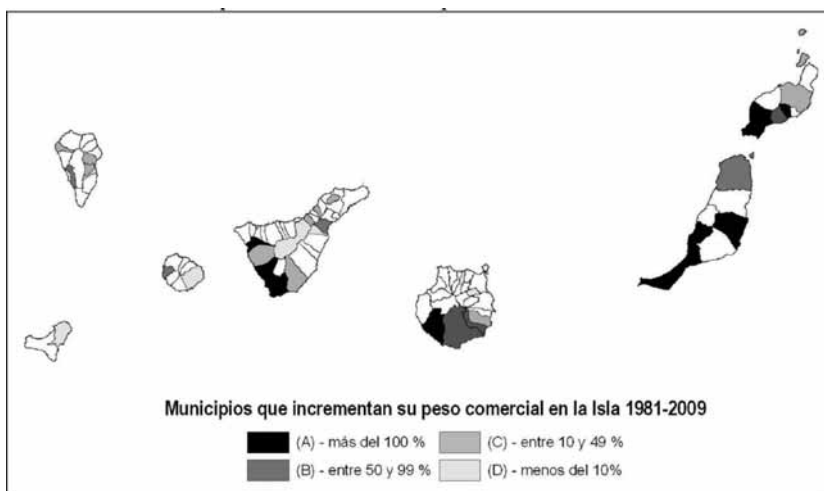 Municipios que incrementan su peso comercial en la Isla 1981-2009
(A) - más del 100 %
(C) - entre 10 y 49 %
(B) - entre 50 y 99 %
(D) - menos del 10%